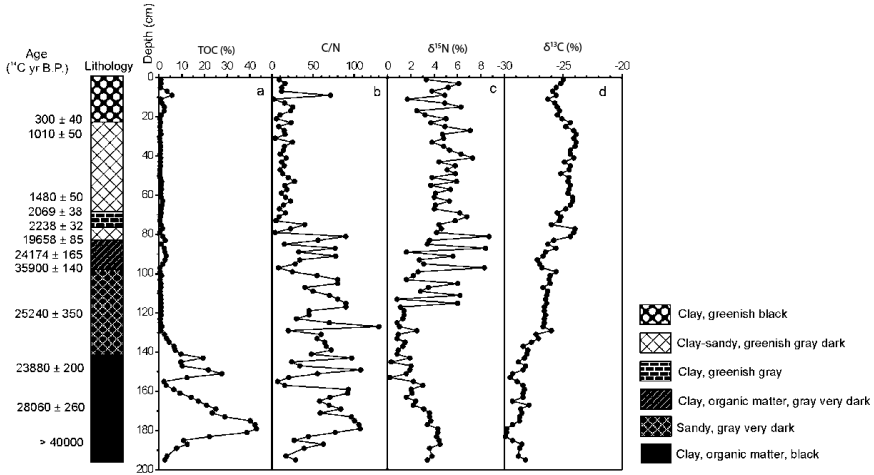 Age
(¹⁴C yr B.P.)
Lithology
Depth (cm)
TOC (%)
C/N
δ¹⁵N (%)
δ¹³C (%)
0 10 20 30 40
0 50 100
0 2 4 6 8
-30 -25 -20 -20
a b c d
0
20
40
60
80
100
120
140
160
180
200
300 ± 40
1010 ± 50
1480 ± 50
2069 ± 38
2238 ± 32
19658 ± 85
24174 ± 165
35900 ± 140
25240 ± 350
23880 ± 200
28060 ± 260
> 40000
Clay, greenish black
Clay-sandy, greenish gray dark
Clay, greenish gray
Clay, organic matter, gray very dark
Sandy, gray very dark
Clay, organic matter, black